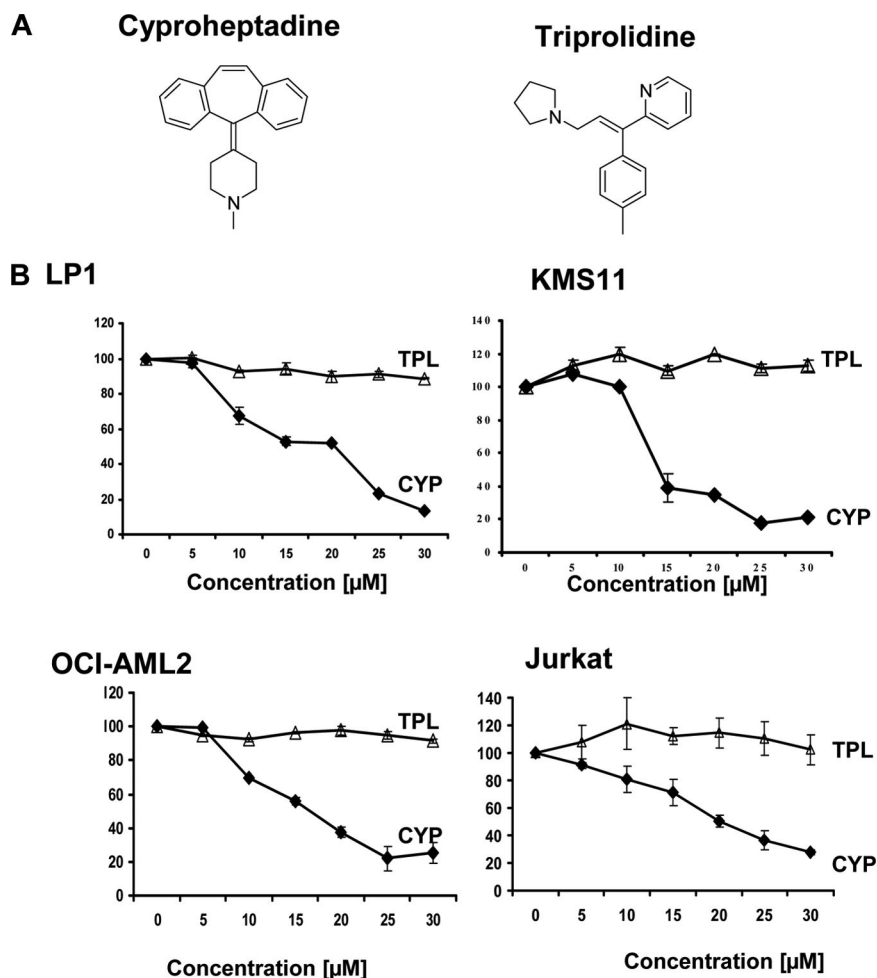 A
Cyproheptadine
Triprolidine
N
N
N
B LP1
120
100
80
60
40
20
0
TPL
CYP
0 5 10 15 20 25 30
Concentration [µM]
KMS11
140
120
100
80
60
40
20
0
TPL
CYP
0 5 10 15 20 25 30
Concentration [µM]
OCI-AML2
120
100
80
60
40
20
0
TPL
CYP
0 5 10 15 20 25 30
Concentration [µM]
Jurkat
140
120
100
80
60
40
20
0
TPL
CYP
0 5 10 15 20 25 30
Concentration [µM]